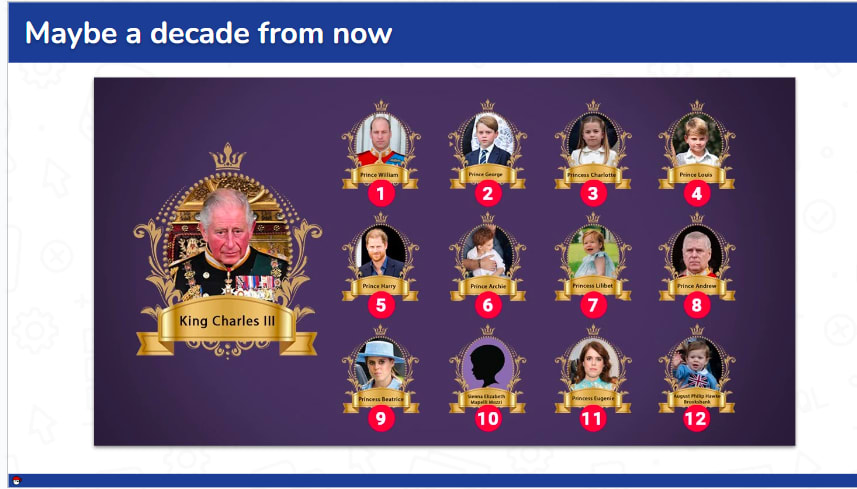 Maybe a decade from now
King Charles III
Prince William
1
Prince George
2
Princess Charlotte
3
Prince Louis
4
Prince Harry
5
Prince Archie
6
Princess Lilibet
7
Prince Andrew
8
Princess Beatrice
9
Sienna Elizabeth
Mapelli Mozzi
10
Princess Eugenie
11
August Philip Hawke
Brooksbank
12